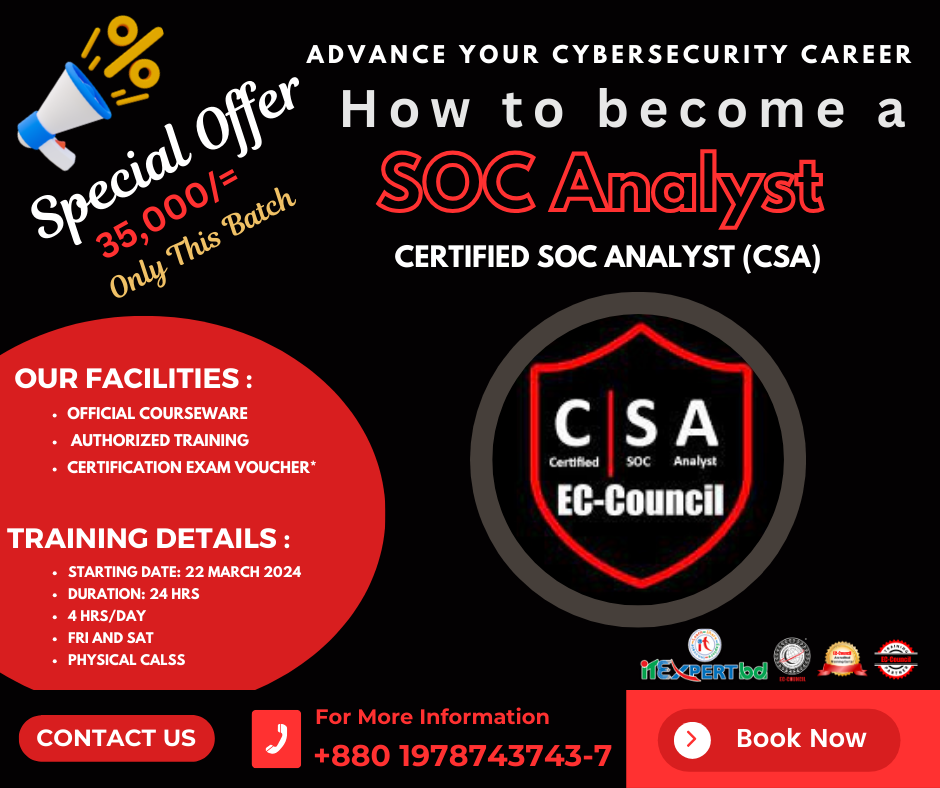 ADVANCE YOUR CYBERSECURITY CAREER
How to become a
SOC Analyst
CERTIFIED SOC ANALYST (CSA)
Special Offer
35,000/=
Only This Batch
OUR FACILITIES :
• OFFICIAL COURSEWARE
• AUTHORIZED TRAINING
• CERTIFICATION EXAM VOUCHER*
TRAINING DETAILS :
• STARTING DATE: 22 MARCH 2024
• DURATION: 24 HRS
• 4 HRS/DAY
• FRI AND SAT
• PHYSICAL CALSS
C|S A
Certified SOC Analyst
EC-Council
iTEXPERTbd
CONTACT US
For More Information
+880 1978743743-7
Book Now